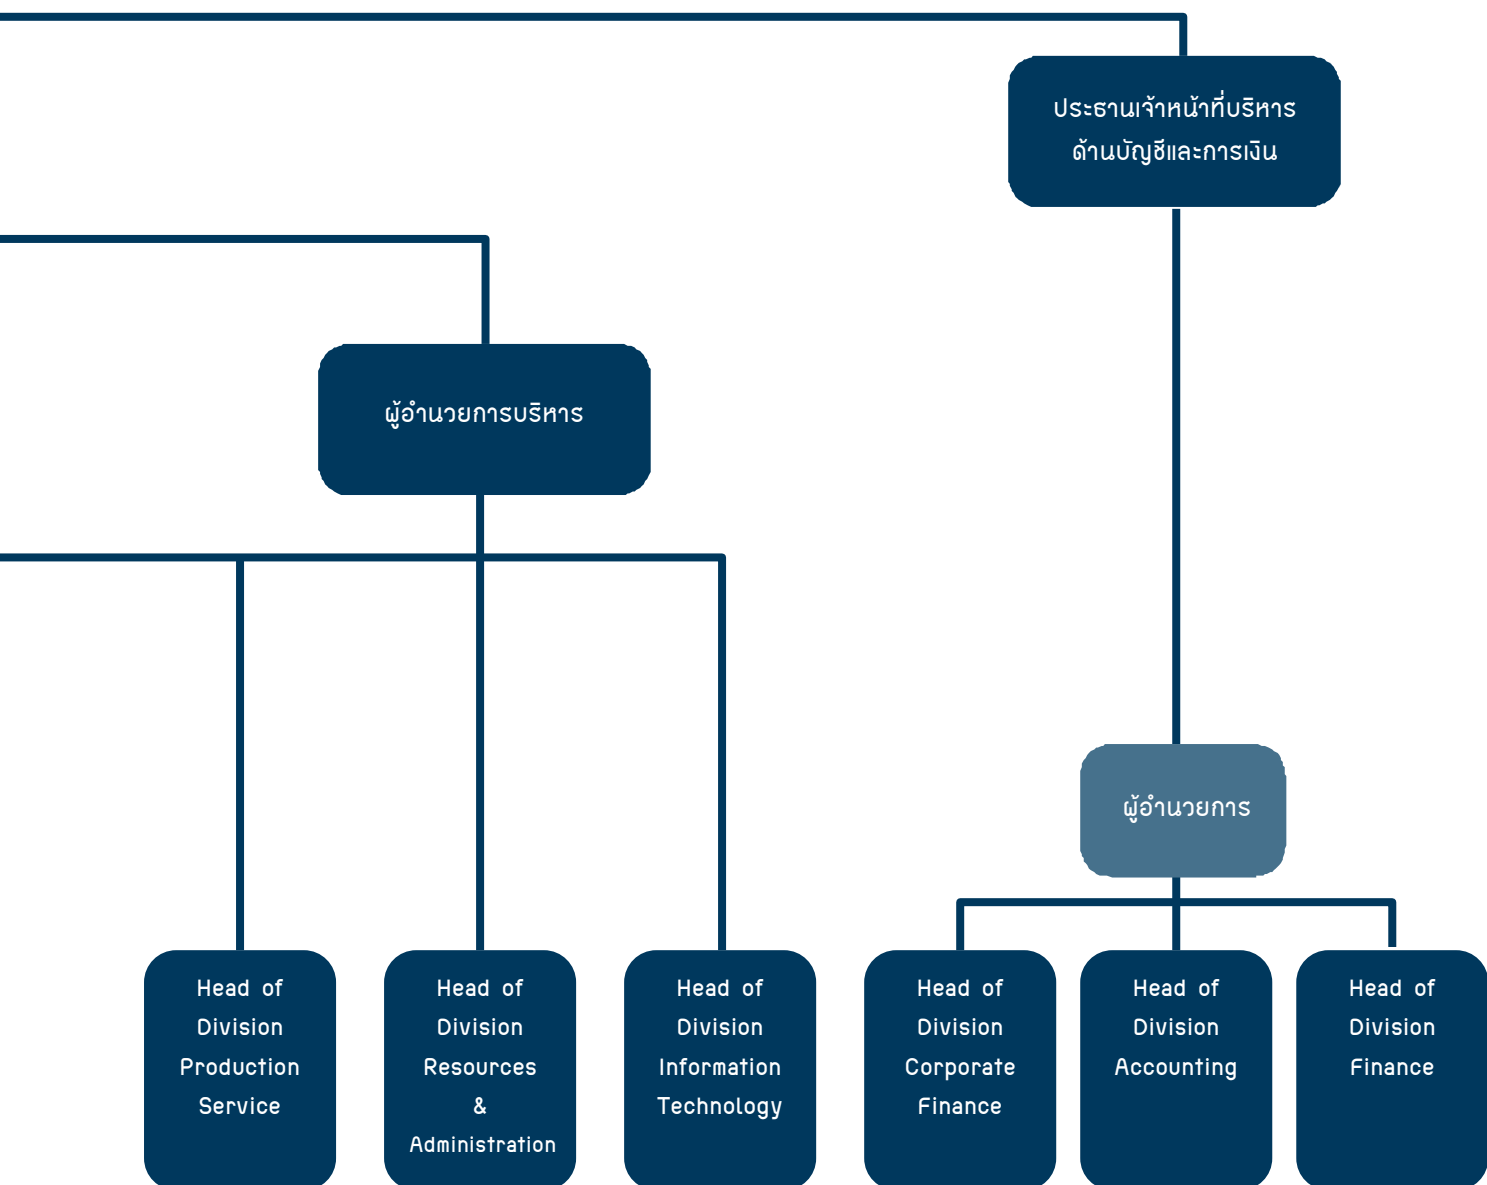 ประธานเจ้าหน้าที่บริหาร
ด้านบัญชีและการเงิน
ผู้อำนวยการบริหาร
ผู้อำนวยการ
Head of
Division
Production
Service
Head of
Division
Resources
&
Administration
Head of
Division
Information
Technology
Head of
Division
Corporate
Finance
Head of
Division
Accounting
Head of
Division
Finance